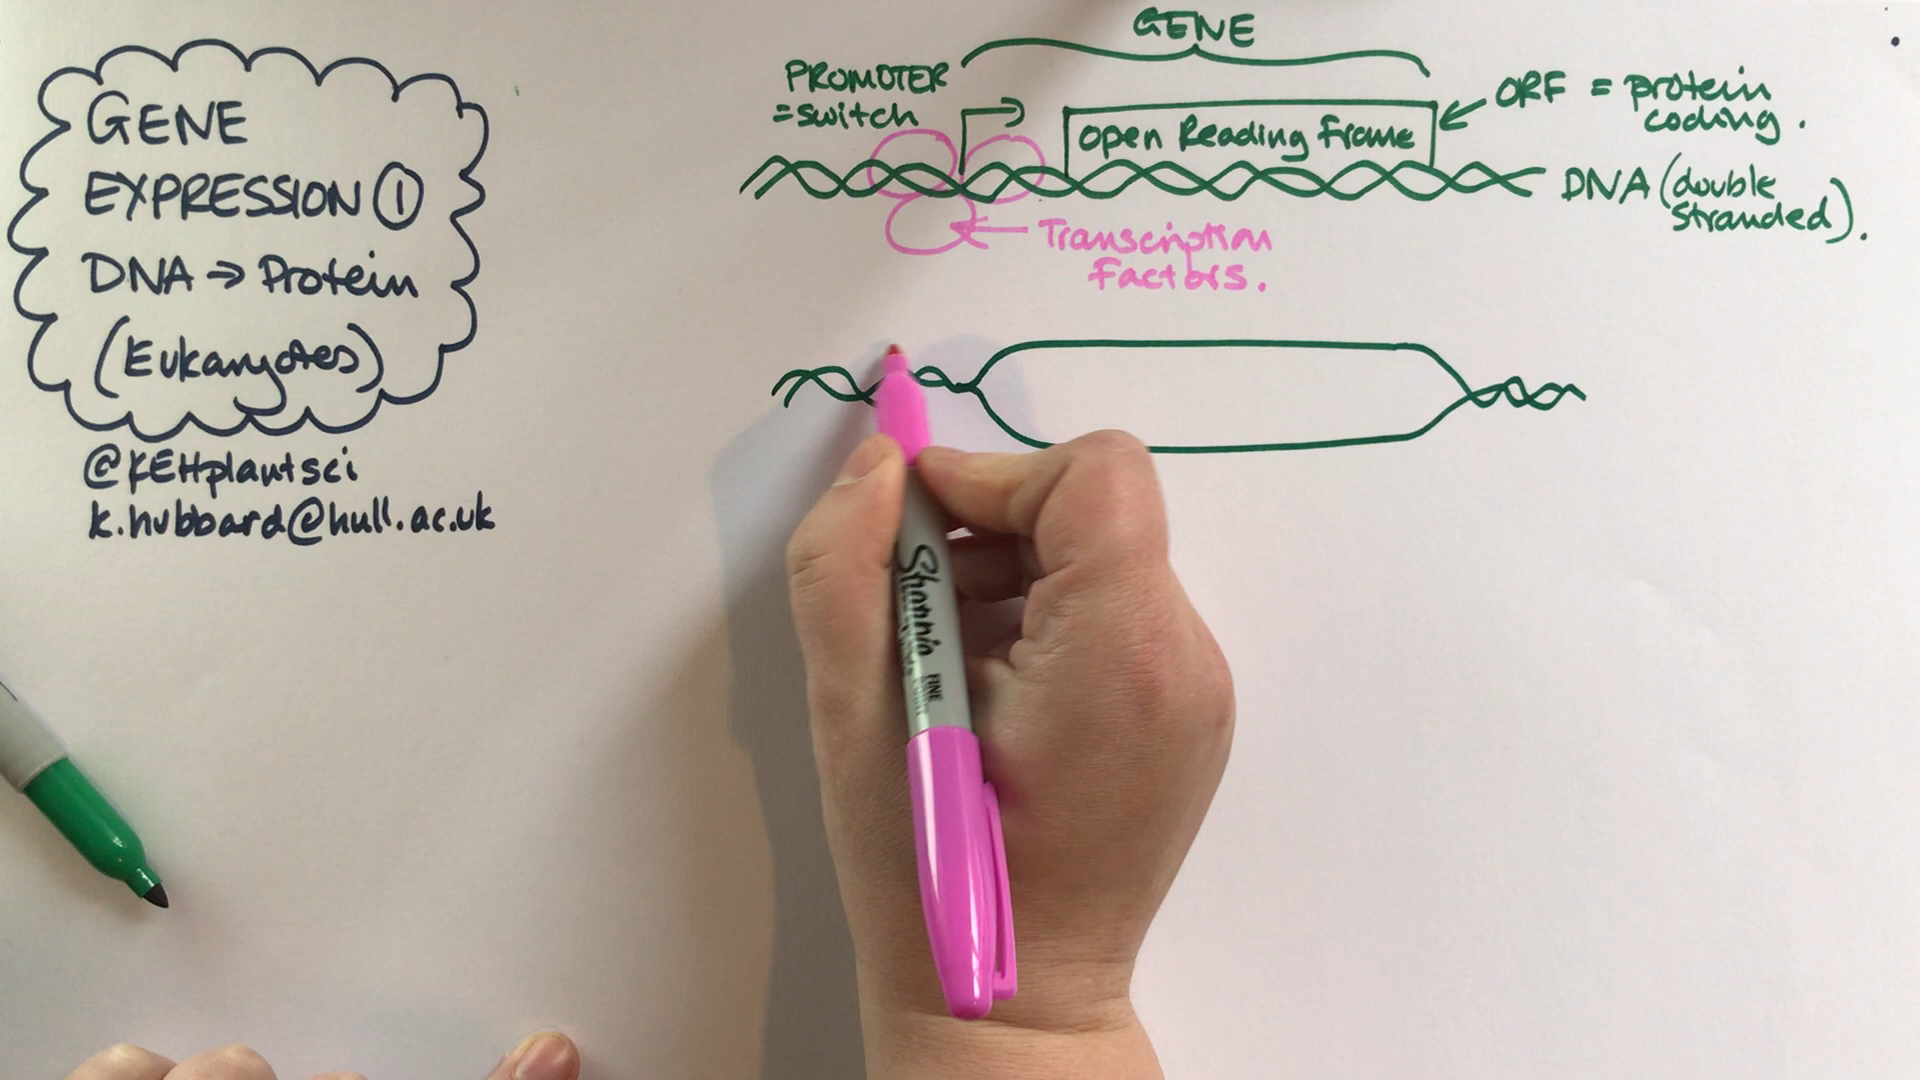 GENE
EXPRESSION ①
DNA → Protein
(Eukaryotes)
@KEHplantsci
k.hubbard@hull.ac.uk
GENE
PROMOTER
=switch
Open Reading Frame
ORF = protein
coding.
DNA (double
stranded).
Transcription
Factors.
Sharpie
FINE
POINT